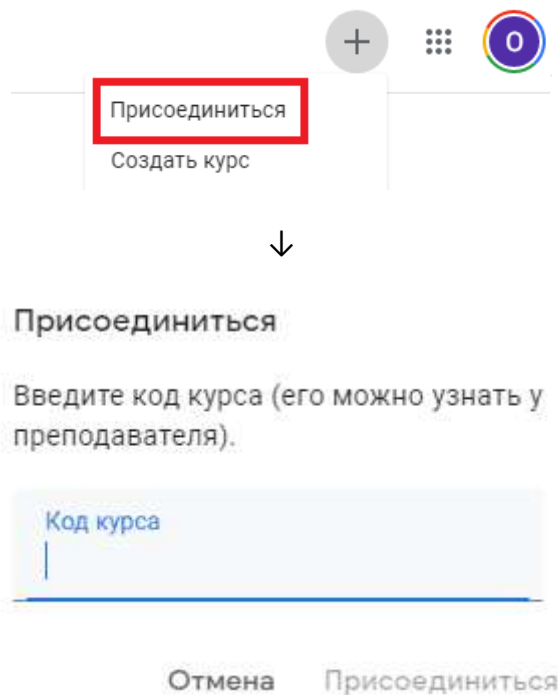 О
Присоединиться
Создать курс
↓
Присоединиться
Введите код курса (его можно узнать у
преподавателя).
Код курса
Отмена Присоединиться